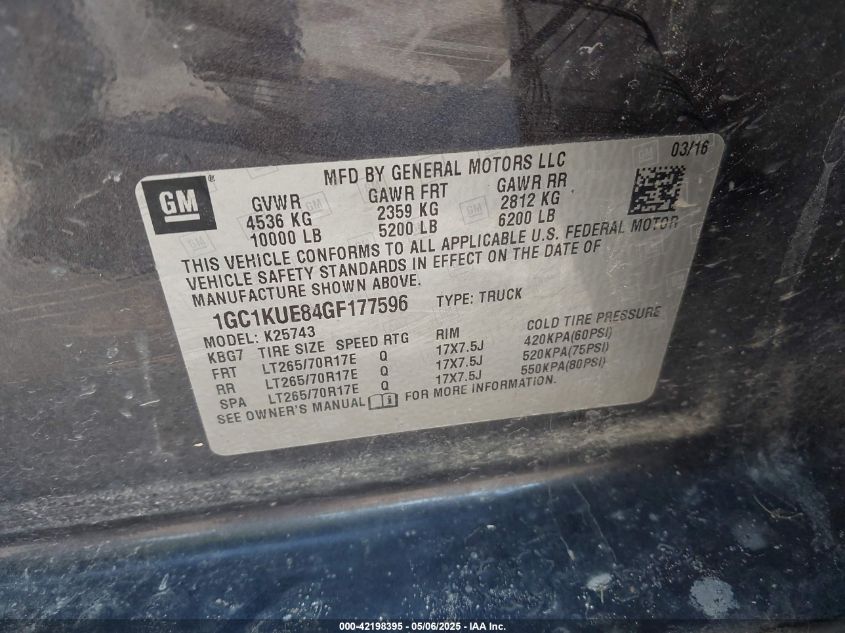 GM
MFD BY GENERAL MOTORS LLC
03/16
GVWR GAWR FRT GAWR RR
4536 KG 2359 KG 2812 KG
10000 LB 5200 LB 6200 LB
THIS VEHICLE CONFORMS TO ALL APPLICABLE U.S. FEDERAL MOTOR
VEHICLE SAFETY STANDARDS IN EFFECT ON THE DATE OF
MANUFACTURE SHOWN ABOVE.
1GC1KUE84GF177596 TYPE: TRUCK
MODEL: K25743
KBG7 TIRE SIZE SPEED RTG RIM COLD TIRE PRESSURE
FRT LT265/70R17E Q 17X7.5J 420KPA(60PSI)
RR LT265/70R17E Q 17X7.5J 520KPA(75PSI)
SPA LT265/70R17E Q 17X7.5J 550KPA(80PSI)
SEE OWNER'S MANUAL FOR MORE INFORMATION.
000-42198395 - 05/06/2025 - IAA Inc.